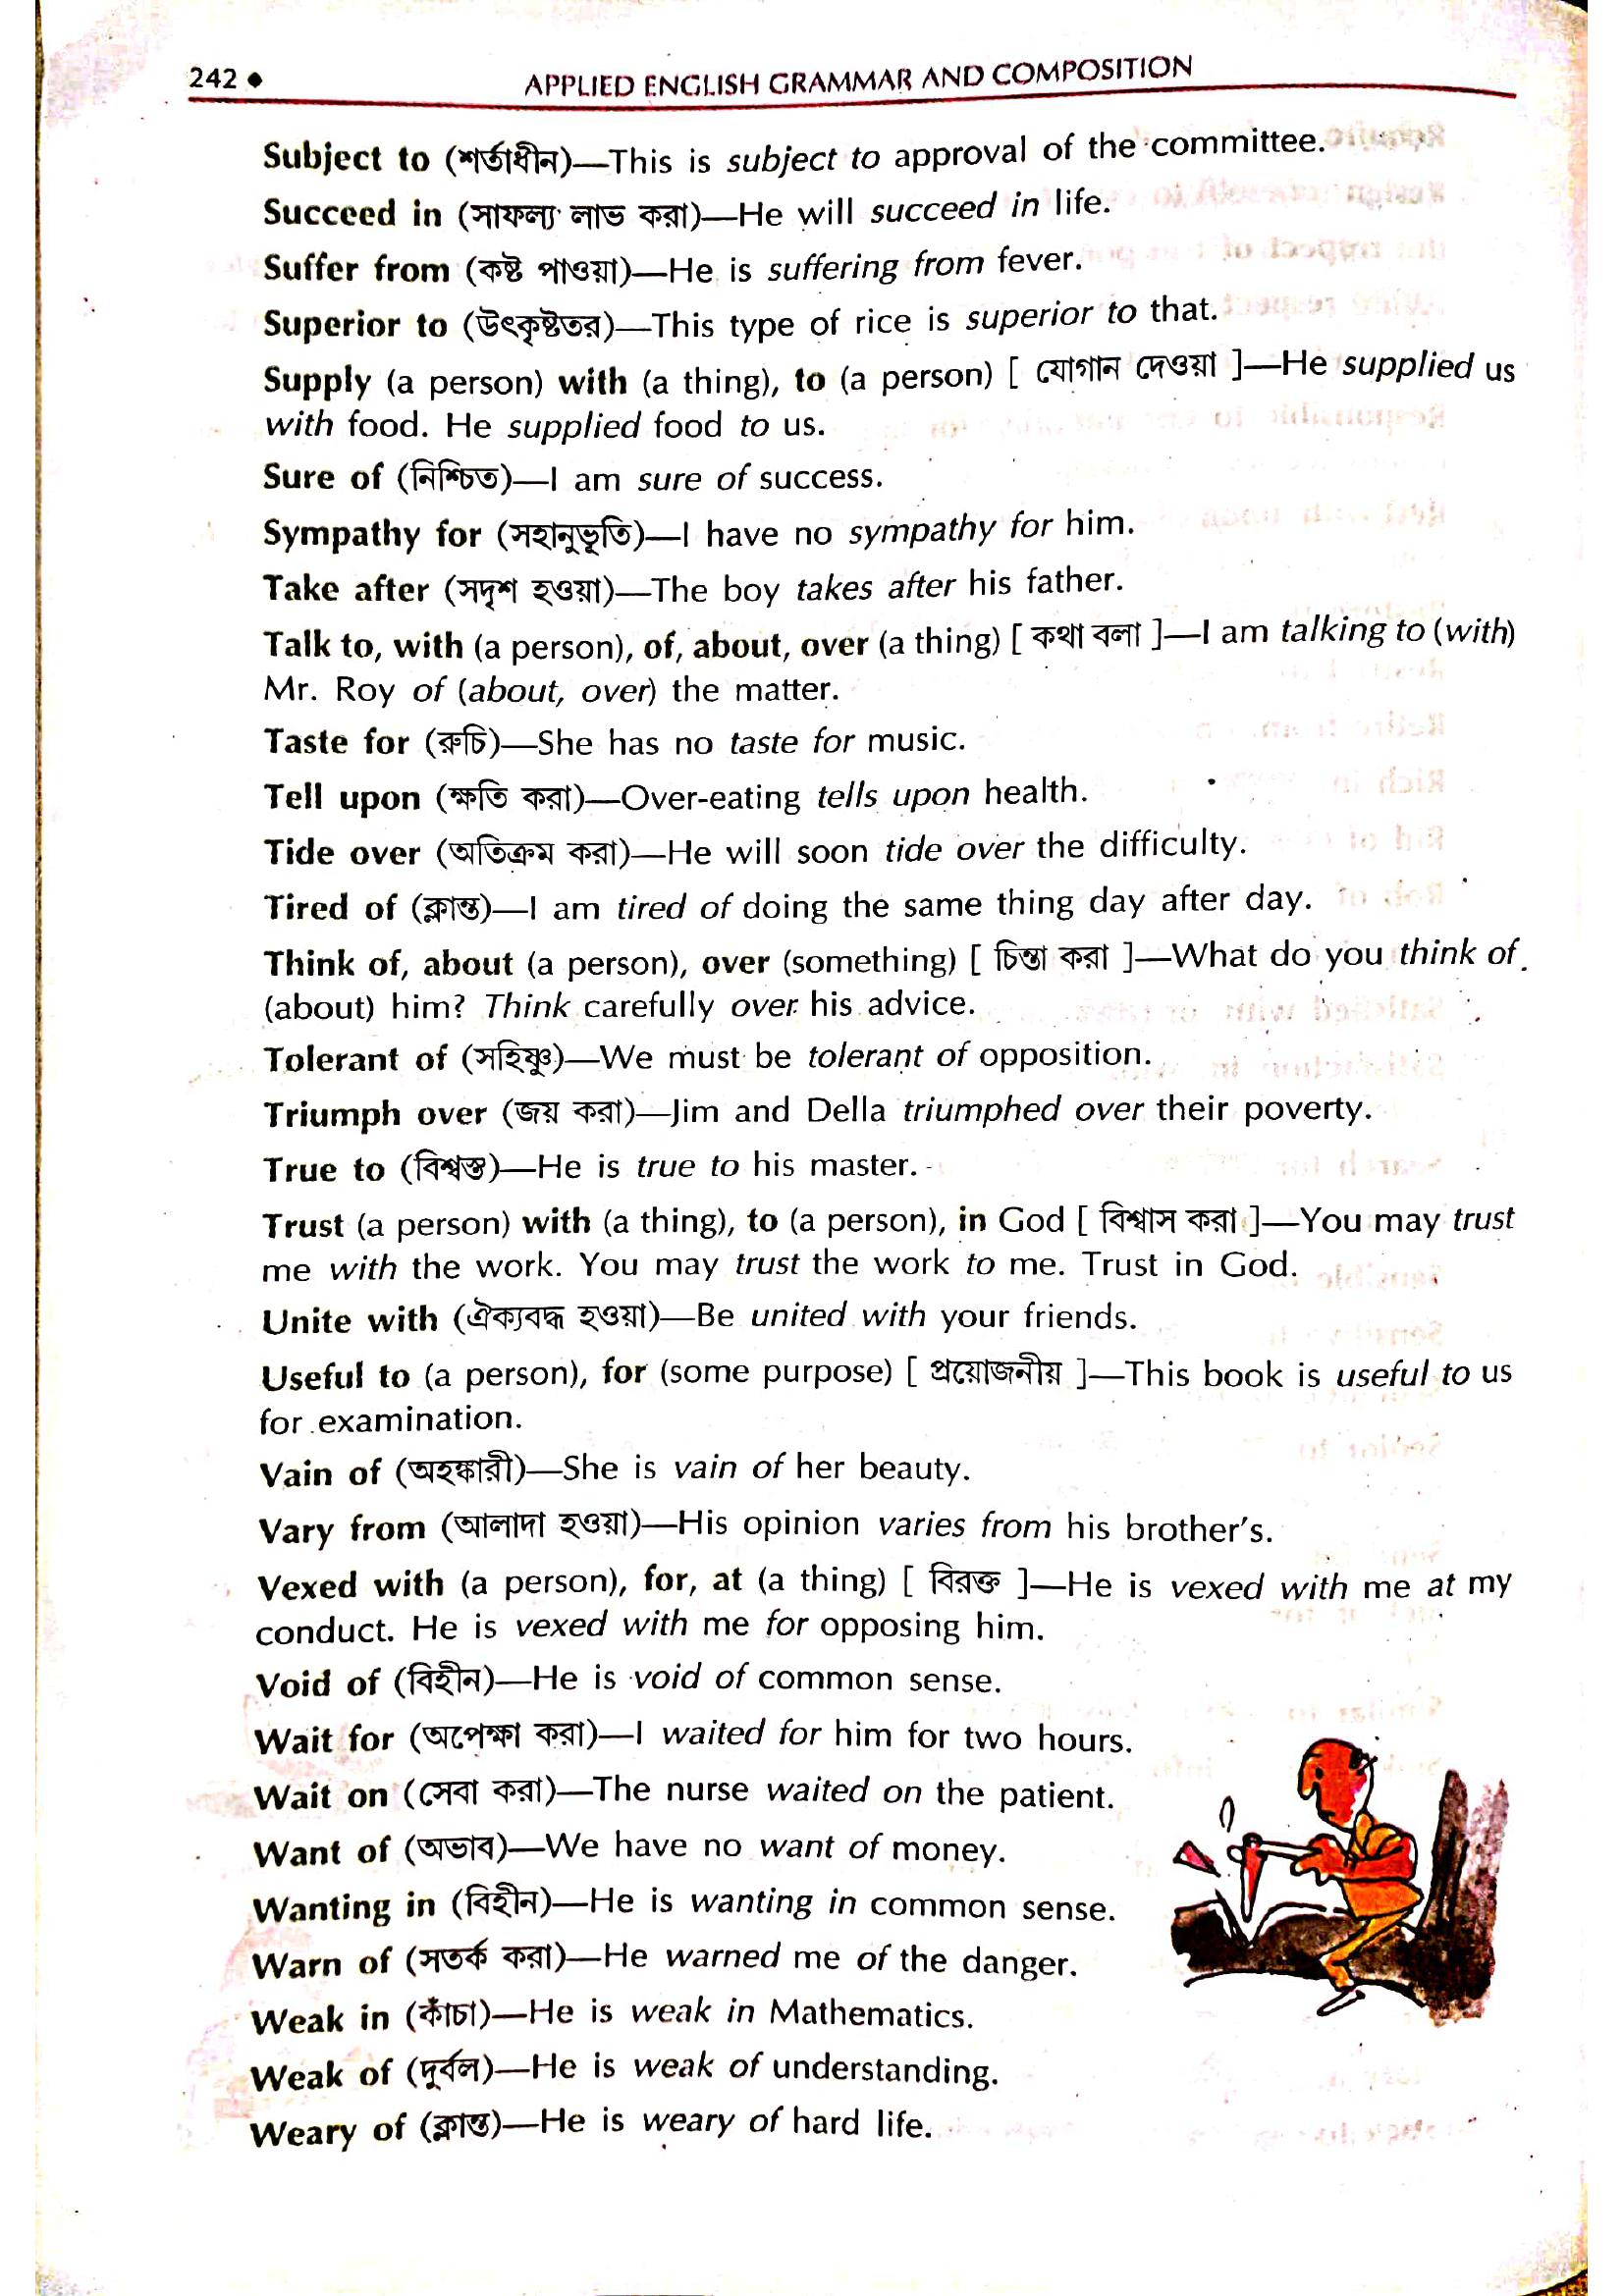 242 ◆ APPLIED ENGLISH GRAMMAR AND COMPOSITION
Subject to (শর্তাধীন)—This is subject to approval of the committee.
Succeed in (সাফল্য লাভ করা)—He will succeed in life.
Suffer from (কষ্ট পাওয়া)—He is suffering from fever.
Superior to (উৎকৃষ্টতর)—This type of rice is superior to that.
Supply (a person) with (a thing), to (a person) [ যোগান দেওয়া ]—He supplied us
with food. He supplied food to us.
Sure of (নিশ্চিত)—I am sure of success.
Sympathy for (সহানুভূতি)—I have no sympathy for him.
Take after (সদৃশ হওয়া)—The boy takes after his father.
Talk to, with (a person), of, about, over (a thing) [ কথা বলা ]—I am talking to (with)
Mr. Roy of (about, over) the matter.
Taste for (রুচি)—She has no taste for music.
Tell upon (ক্ষতি করা)—Over-eating tells upon health.
Tide over (অতিক্রম করা)—He will soon tide over the difficulty.
Tired of (ক্লান্ত)—I am tired of doing the same thing day after day.
Think of, about (a person), over (something) [ চিন্তা করা ]—What do you think of
(about) him? Think carefully over his advice.
Tolerant of (সহিষ্ণু)—We must be tolerant of opposition.
Triumph over (জয় করা)—Jim and Della triumphed over their poverty.
True to (বিশ্বস্ত)—He is true to his master.
Trust (a person) with (a thing), to (a person), in God [ বিশ্বাস করা ]—You may trust
me with the work. You may trust the work to me. Trust in God.
Unite with (ঐক্যবদ্ধ হওয়া)—Be united with your friends.
Useful to (a person), for (some purpose) [ প্রয়োজনীয় ]—This book is useful to us
for examination.
Vain of (অহঙ্কারী)—She is vain of her beauty.
Vary from (আলাদা হওয়া)—His opinion varies from his brother's.
Vexed with (a person), for, at (a thing) [ বিরক্ত ]—He is vexed with me at my
conduct. He is vexed with me for opposing him.
Void of (বিহীন)—He is void of common sense.
Wait for (অপেক্ষা করা)—I waited for him for two hours.
Wait on (সেবা করা)—The nurse waited on the patient.
Want of (অভাব)—We have no want of money.
Wanting in (বিহীন)—He is wanting in common sense.
Warn of (সতর্ক করা)—He warned me of the danger.
Weak in (কাঁচা)—He is weak in Mathematics.
Weak of (দুর্বল)—He is weak of understanding.
Weary of (ক্লান্ত)—He is weary of hard life.